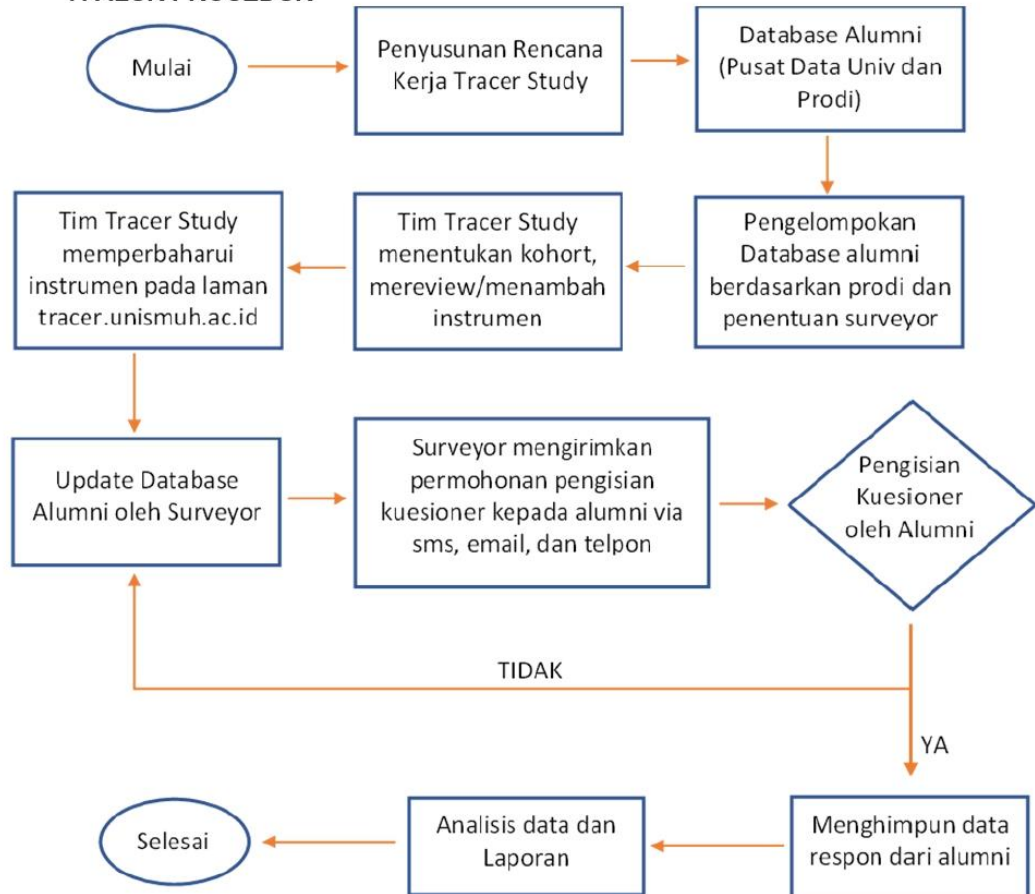 Mulai
Penyusunan Rencana
Kerja Tracer Study
Database Alumni
(Pusat Data Univ dan
Prodi)
Pengelompokan
Database alumni
berdasarkan prodi dan
penentuan surveyor
Tim Tracer Study
menentukan kohort,
mereview/menambah
instrumen
Tim Tracer Study
memperbaharui
instrumen pada laman
tracer.unismuh.ac.id
Update Database
Alumni oleh Surveyor
Surveyor mengirimkan
permohonan pengisian
kuesioner kepada alumni via
sms, email, dan telpon
Pengisian
Kuesioner
oleh Alumni
TIDAK
YA
Menghimpun data
respon dari alumni
Analisis data dan
Laporan
Selesai